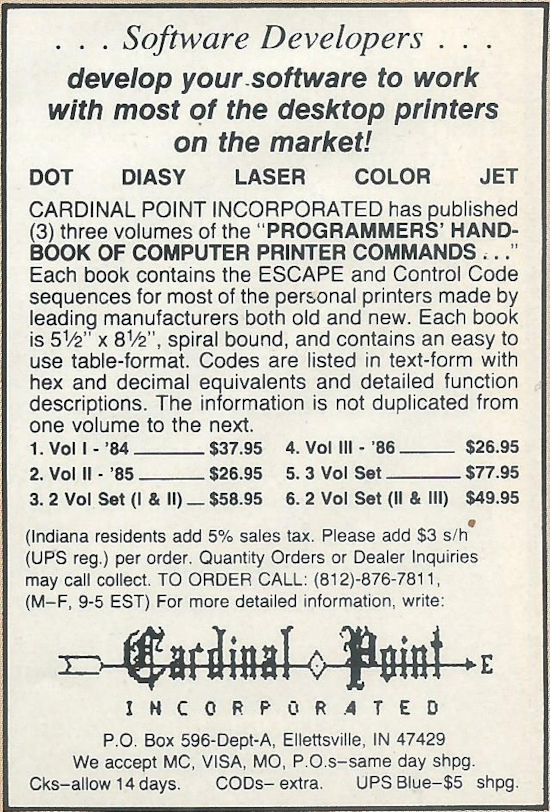 . . . Software Developers . . .
develop your software to work
with most of the desktop printers
on the market!
DOT DIASY LASER COLOR JET
CARDINAL POINT INCORPORATED has published
(3) three volumes of the "PROGRAMMERS' HAND-
BOOK OF COMPUTER PRINTER COMMANDS . . ."
Each book contains the ESCAPE and Control Code
sequences for most of the personal printers made by
leading manufacturers both old and new. Each book
is 5½" x 8½", spiral bound, and contains an easy to
use table-format. Codes are listed in text-form with
hex and decimal equivalents and detailed function
descriptions. The information is not duplicated from
one volume to the next.
1. Vol I - '84 ________ $37.95 4. Vol III - '86 ______ $26.95
2. Vol II - '85 ________ $26.95 5. 3 Vol Set ________ $77.95
3. 2 Vol Set (I & II) __ $58.95 6. 2 Vol Set (II & III) $49.95
(Indiana residents add 5% sales tax. Please add $3 s/h
(UPS reg.) per order. Quantity Orders or Dealer Inquiries
may call collect. TO ORDER CALL: (812)-876-7811,
(M–F, 9-5 EST) For more detailed information, write:
Cardinal Point E
INCORPORATED
P.O. Box 596-Dept-A, Ellettsville, IN 47429
We accept MC, VISA, MO, P.O.s–same day shpg.
Cks–allow 14 days. CODs– extra. UPS Blue–$5 shpg.